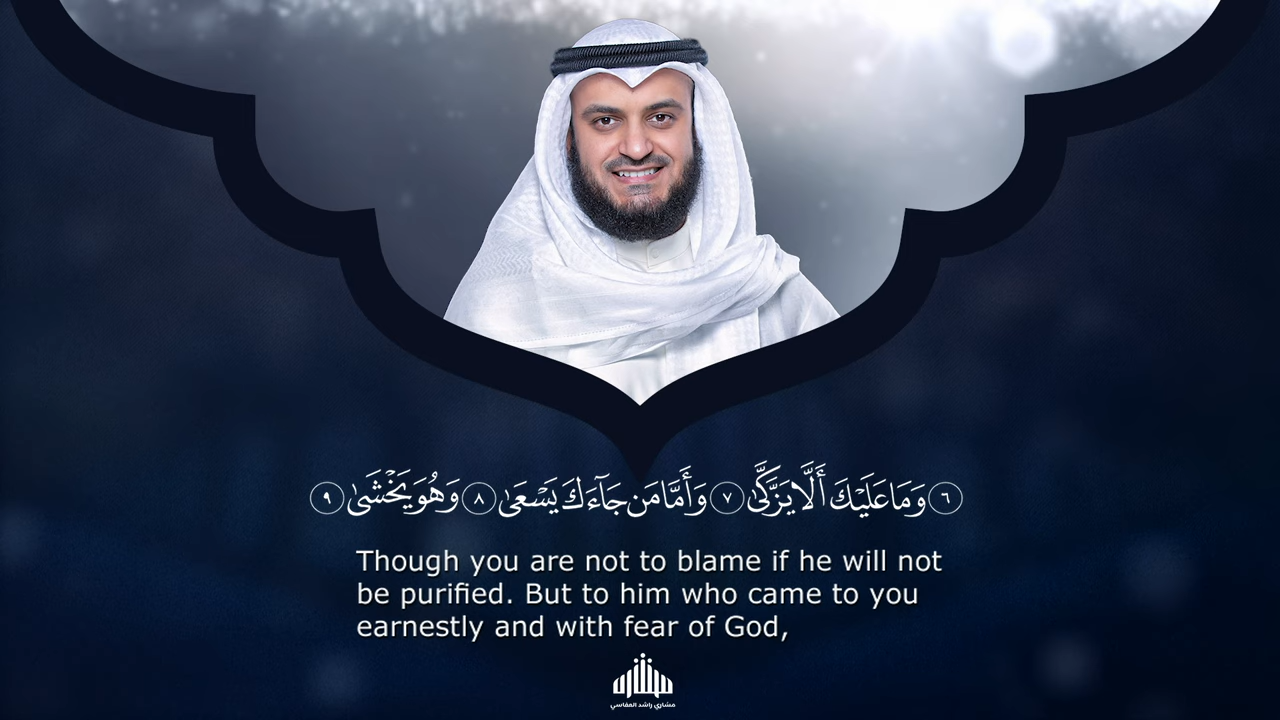 ٦ وَمَا عَلَيْكَ أَلَّا يَزَّكَّىٰ ٧ وَأَمَّا مَن جَآءَكَ يَسْعَىٰ ٨ وَهُوَ يَخْشَىٰ ٩
Though you are not to blame if he will not
be purified. But to him who came to you
earnestly and with fear of God,
مشاري راشد العفاسي